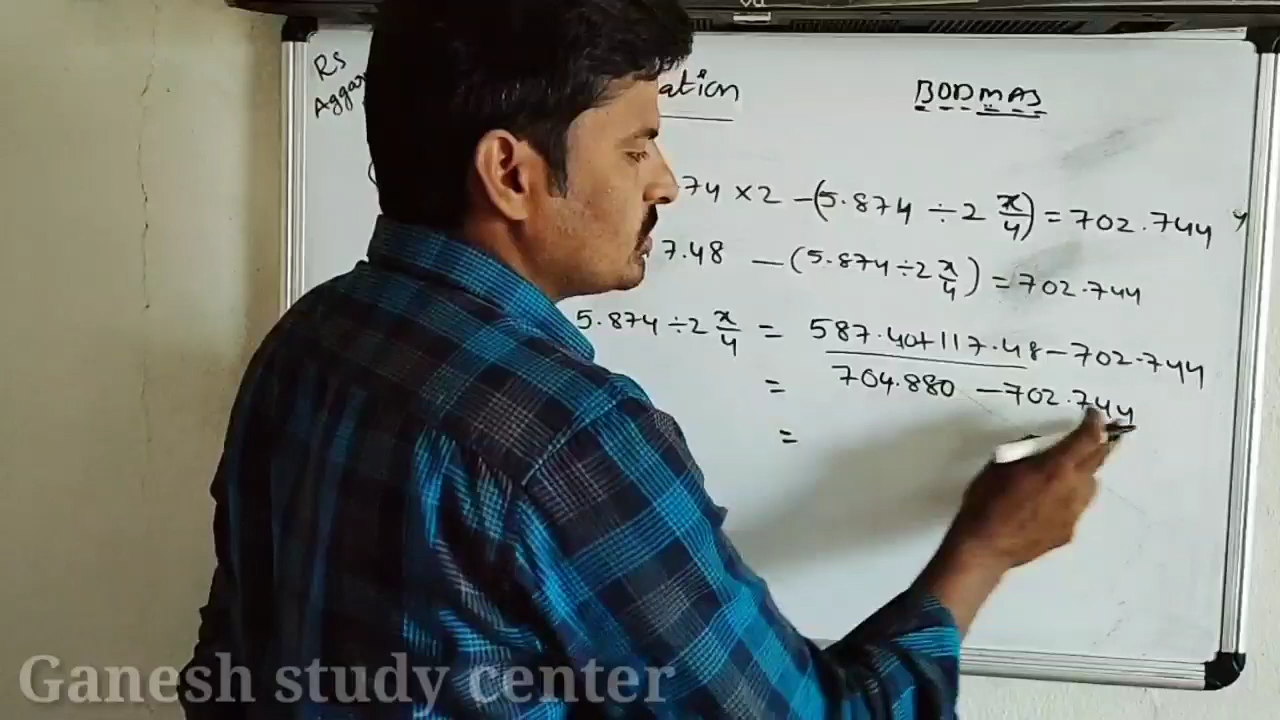 RS
ation
BODMAS
74 × 2 - (5.874 ÷ 2 x/4) = 702.744
7.48 - (5.874 ÷ 2 x/4) = 702.744
5.874 ÷ 2 x/4 = 587.40 + 117.48 - 702.744
= 704.880 - 702.744
=
Ganesh study center